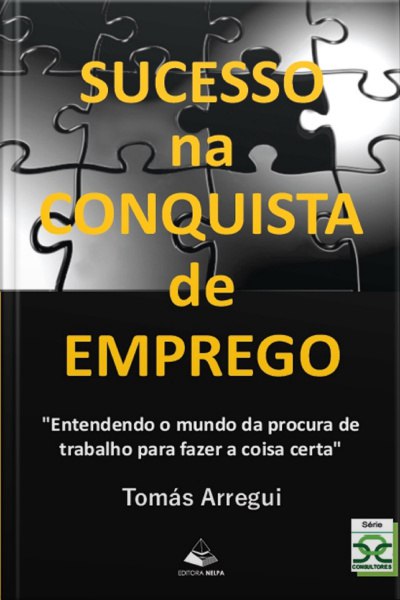 SUCESSO
na
CONQUISTA
de
EMPREGO
"Entendendo o mundo da procura de
trabalho para fazer a coisa certa"
Tomás Arregui
EDITORA NELPA
Série
CONSULTORES